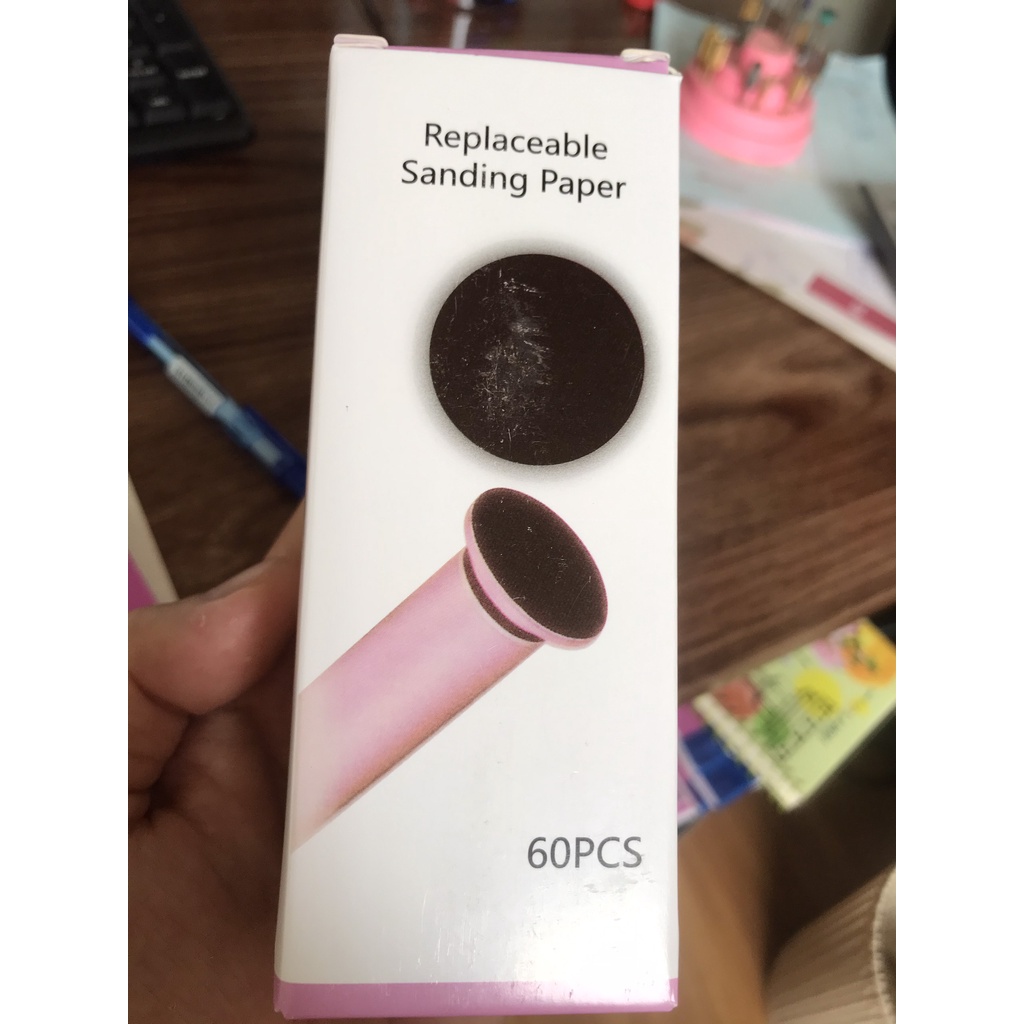 Replaceable
Sanding Paper
60PCS